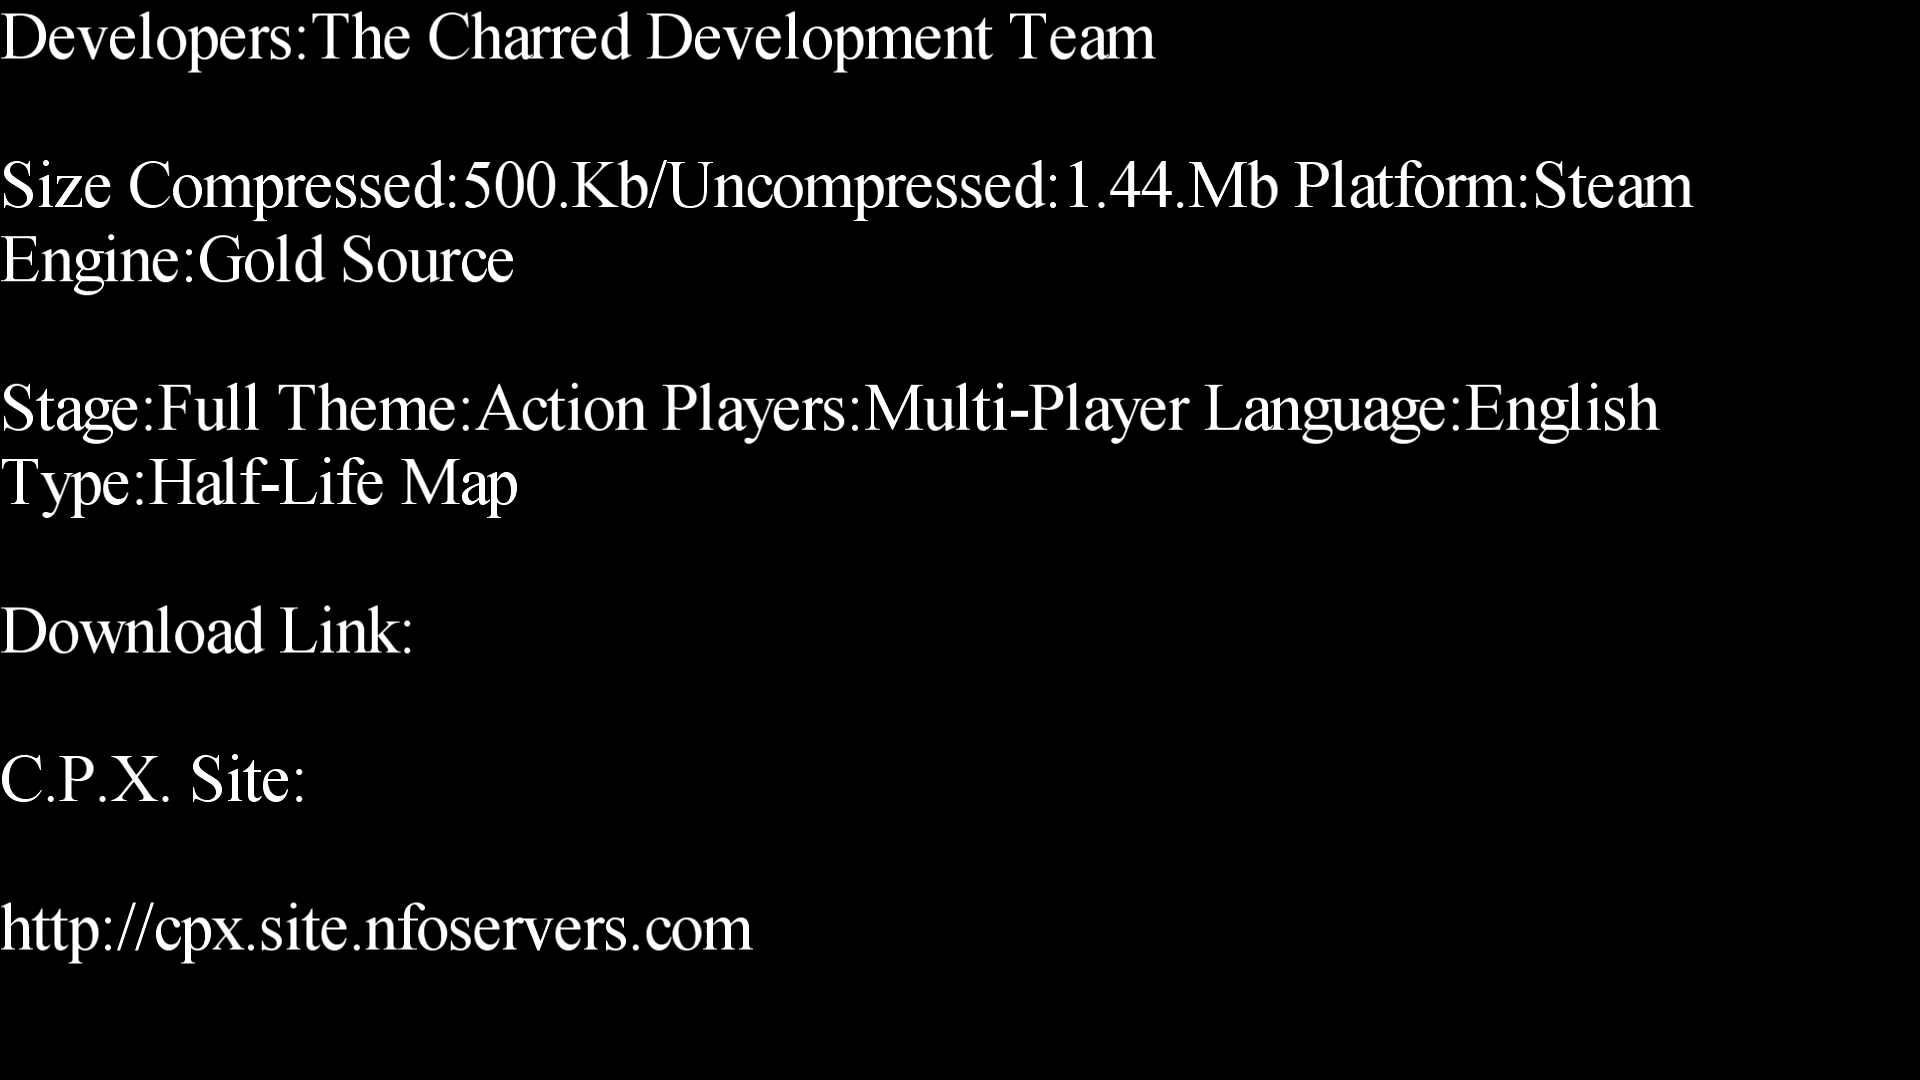 Developers:The Charred Development Team
Size Compressed:500.Kb/Uncompressed:1.44.Mb Platform:Steam
Engine:Gold Source
Stage:Full Theme:Action Players:Multi-Player Language:English
Type:Half-Life Map
Download Link:
C.P.X. Site:
http://cpx.site.nfoservers.com